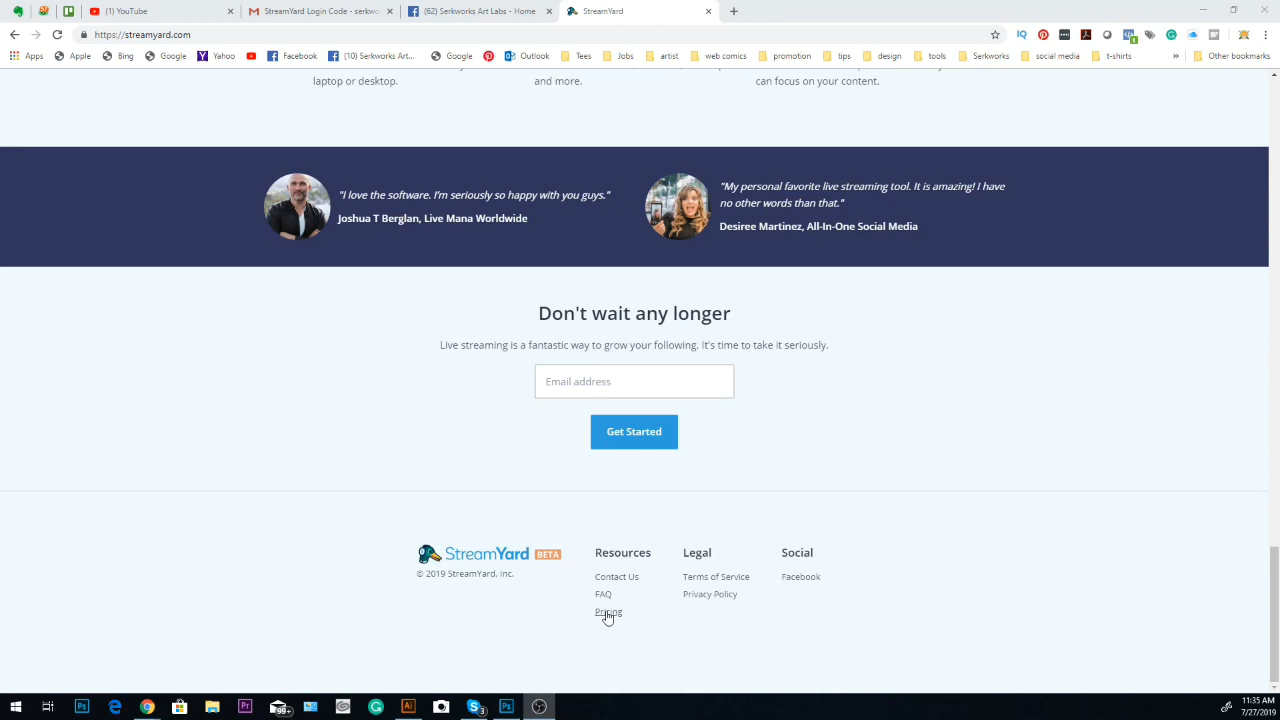 (1) YouTube
StreamYard Login Code - serkwo
(62) Serkworks Art Labs - Home
StreamYard
https://streamyard.com
Apps
Apple
Bing
Google
Yahoo
Facebook
(10) Serkworks Art...
Google
Outlook
Tees
Jobs
artist
web comics
promotion
tips
design
tools
Serkworks
social media
t-shirts
»
Other bookmarks
laptop or desktop.
and more.
can focus on your content.
"I love the software. I'm seriously so happy with you guys."
Joshua T Berglan, Live Mana Worldwide
"My personal favorite live streaming tool. It is amazing! I have
no other words than that."
Desiree Martinez, All-In-One Social Media
Don't wait any longer
Live streaming is a fantastic way to grow your following. It's time to take it seriously.
Email address
Get Started
StreamYard BETA
© 2019 StreamYard, Inc.
Resources
Contact Us
FAQ
Pricing
Legal
Terms of Service
Privacy Policy
Social
Facebook
11:35 AM
7/27/2019